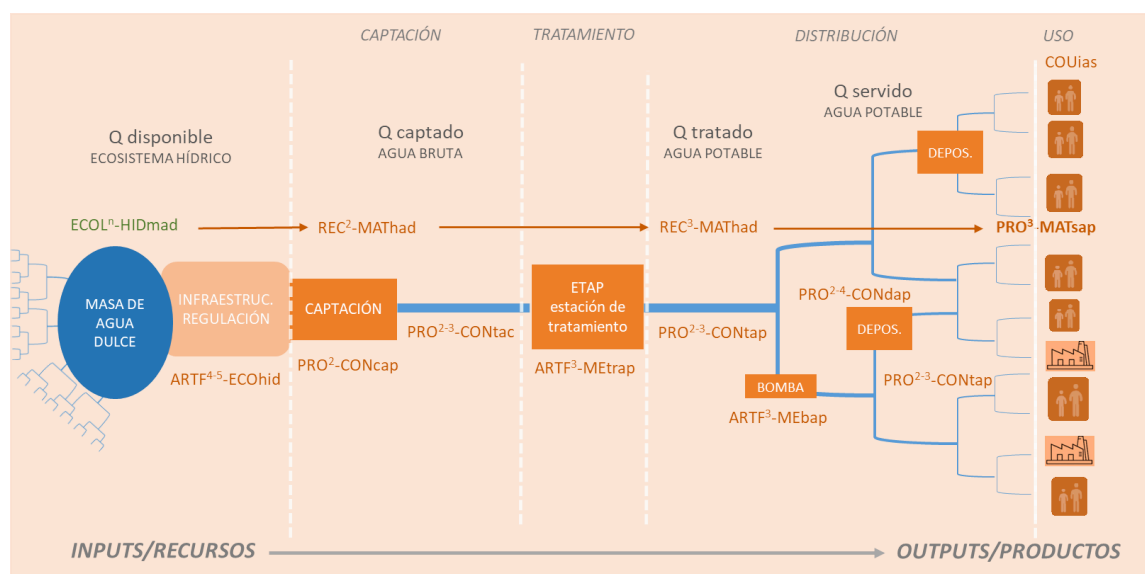 CAPTACIÓN
TRATAMIENTO
DISTRIBUCIÓN
USO
COUias
Q disponible
ECOSISTEMA HÍDRICO
Q captado
AGUA BRUTA
Q tratado
AGUA POTABLE
Q servido
AGUA POTABLE
DEPOS.
ECOLⁿ-HIDmad
REC²-MAThad
REC³-MAThad
PRO³-MATsap
MASA DE
AGUA
DULCE
INFRAESTRUC.
REGULACIÓN
CAPTACIÓN
ETAP
estación de
tratamiento
PRO²⁻⁴-CONdap
DEPOS.
PRO²⁻³-CONtac
PRO²⁻³-CONtap
ARTF⁴⁻⁵-ECOhid
PRO²-CONcap
ARTF³-MEtrap
PRO²⁻³-CONtap
BOMBA
ARTF³-MEbap
INPUTS/RECURSOS
OUTPUTS/PRODUCTOS